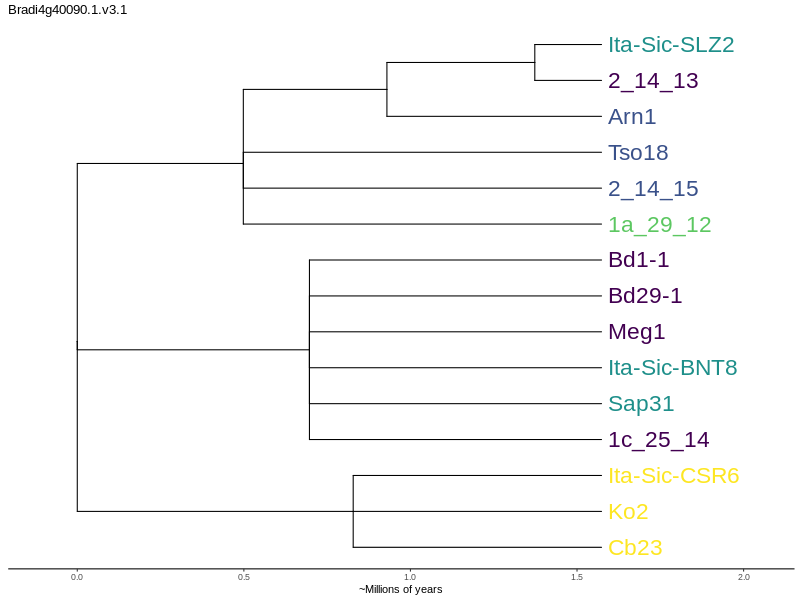 Bradi4g40090.1.v3.1
Ita-Sic-SLZ2
2_14_13
Arn1
Tso18
2_14_15
1a_29_12
Bd1-1
Bd29-1
Meg1
Ita-Sic-BNT8
Sap31
1c_25_14
Ita-Sic-CSR6
Ko2
Cb23
0.0 0.5 1.0 1.5 2.0
~Millions of years